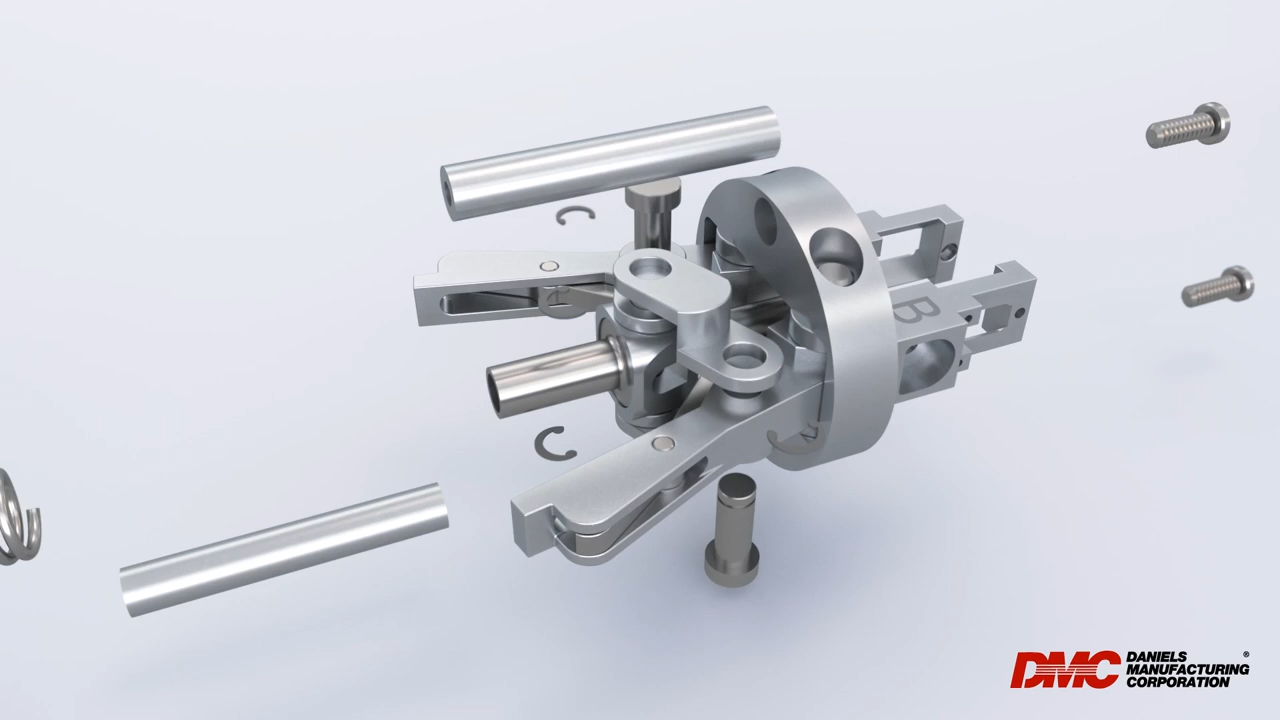 B
DMC
DANIELS
MANUFACTURING
CORPORATION
®